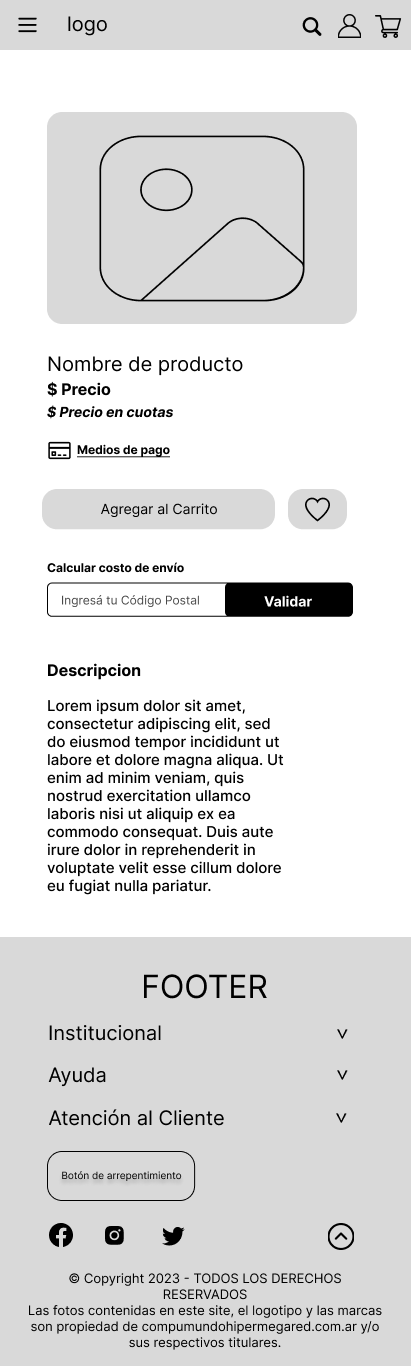 logo
Nombre de producto
$ Precio
$ Precio en cuotas
Medios de pago
Agregar al Carrito
Calcular costo de envío
Ingresá tu Código Postal
Validar
Descripcion
Lorem ipsum dolor sit amet,
consectetur adipiscing elit, sed
do eiusmod tempor incididunt ut
labore et dolore magna aliqua. Ut
enim ad minim veniam, quis
nostrud exercitation ullamco
laboris nisi ut aliquip ex ea
commodo consequat. Duis aute
irure dolor in reprehenderit in
voluptate velit esse cillum dolore
eu fugiat nulla pariatur.
FOOTER
Institucional
Ayuda
Atención al Cliente
Botón de arrepentimiento
© Copyright 2023 - TODOS LOS DERECHOS
RESERVADOS
Las fotos contenidas en este site, el logotipo y las marcas
son propiedad de compumundohipermegared.com.ar y/o
sus respectivos titulares.